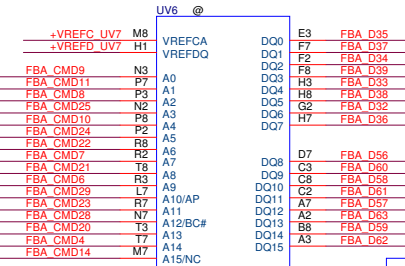 UV6 @
+VREFC_UV7 M8 VREFCA DQ0 E3 FBA_D35
+VREFD_UV7 H1 VREFDQ DQ1 F7 FBA_D37
DQ2 F2 FBA_D34
FBA_CMD9 N3 A0 DQ3 F8 FBA_D39
FBA_CMD11 P7 A1 DQ4 H3 FBA_D33
FBA_CMD8 P3 A2 DQ5 H8 FBA_D38
FBA_CMD25 N2 A3 DQ6 G2 FBA_D32
FBA_CMD10 P8 A4 DQ7 H7 FBA_D36
FBA_CMD24 P2 A5
FBA_CMD22 R8 A6
FBA_CMD7 R2 A7 DQ8 D7 FBA_D56
FBA_CMD21 T8 A8 DQ9 C3 FBA_D60
FBA_CMD6 R3 A9 DQ10 C8 FBA_D58
FBA_CMD29 L7 A10/AP DQ11 C2 FBA_D61
FBA_CMD23 R7 A11 DQ12 A7 FBA_D57
FBA_CMD28 N7 A12/BC# DQ13 A2 FBA_D63
FBA_CMD20 T3 A13 DQ14 B8 FBA_D59
FBA_CMD4 T7 A14 DQ15 A3 FBA_D62
FBA_CMD14 M7 A15/NC